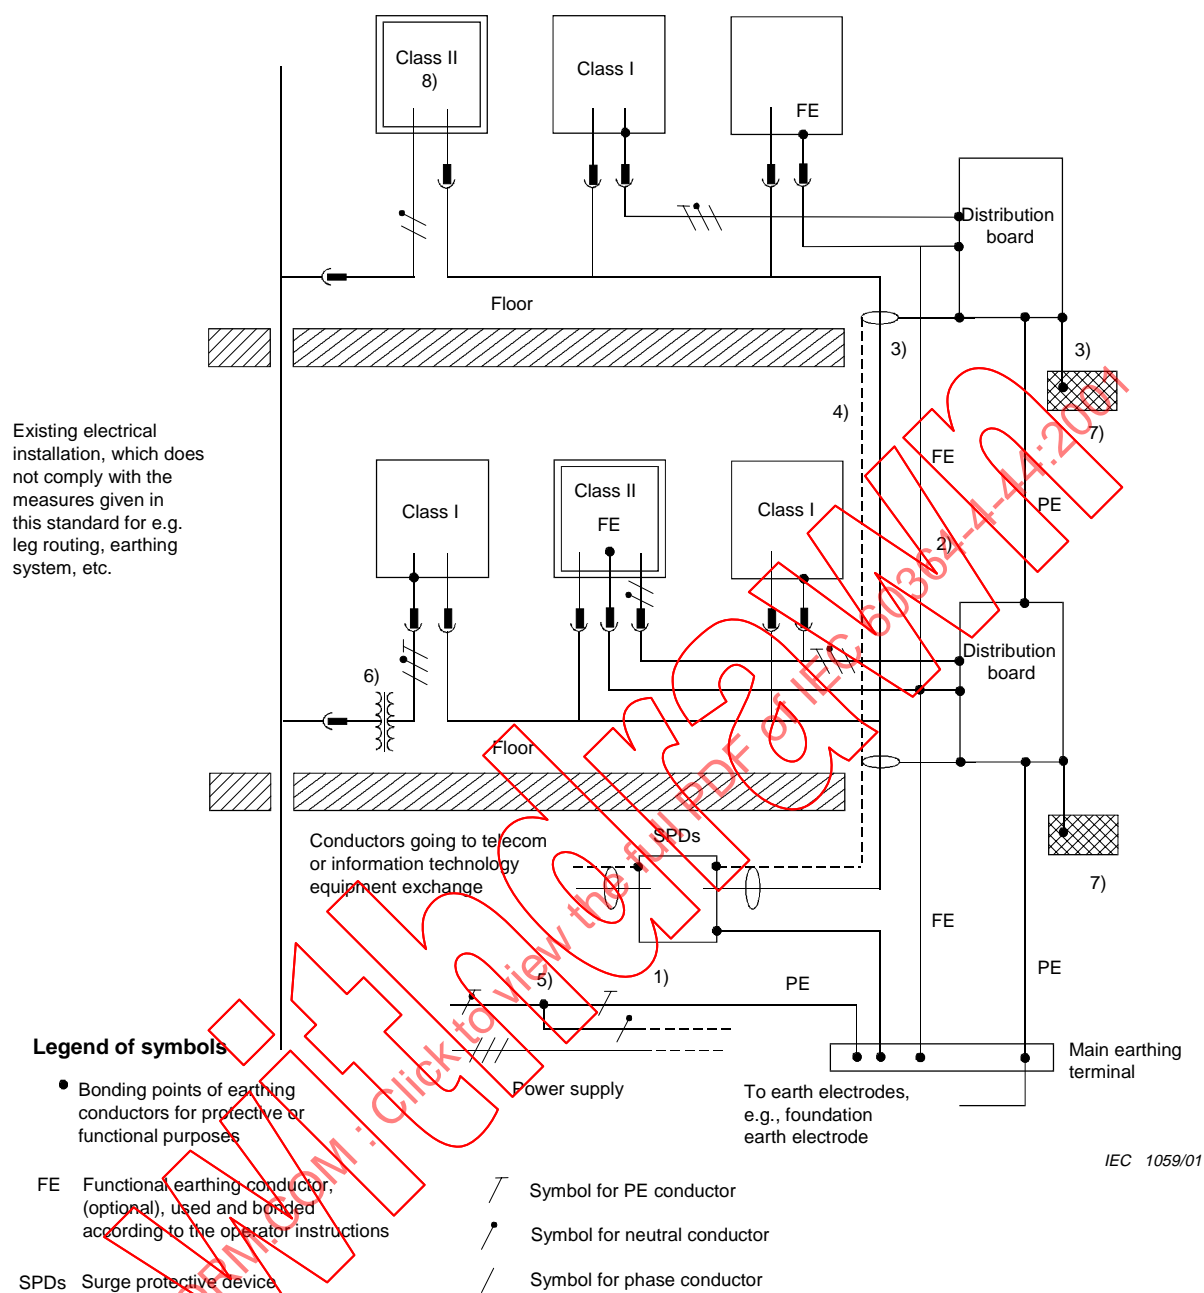 Class II
8)
Class I
FE
Distribution
board
Floor
3)
3)
4)
7)
Existing electrical
installation, which does
not comply with the
measures given in
this standard for e.g.
leg routing, earthing
system, etc.
FE
PE
2)
Class I
Class II
FE
Class I
Distribution
board
6)
Floor
Conductors going to telecom
or information technology
equipment exchange
SPDs
7)
FE
PE
PE
5)
1)
Power supply
Main earthing
terminal
To earth electrodes,
e.g., foundation
earth electrode
IEC 1059/01
Legend of symbols
Bonding points of earthing
conductors for protective or
functional purposes
FE Functional earthing conductor,
(optional), used and bonded
according to the operator instructions
SPDs Surge protective device
Symbol for PE conductor
Symbol for neutral conductor
Symbol for phase conductor
Withdrawn
RM.COM : Click to view the full PDF of IEC 60364-4-44:2001